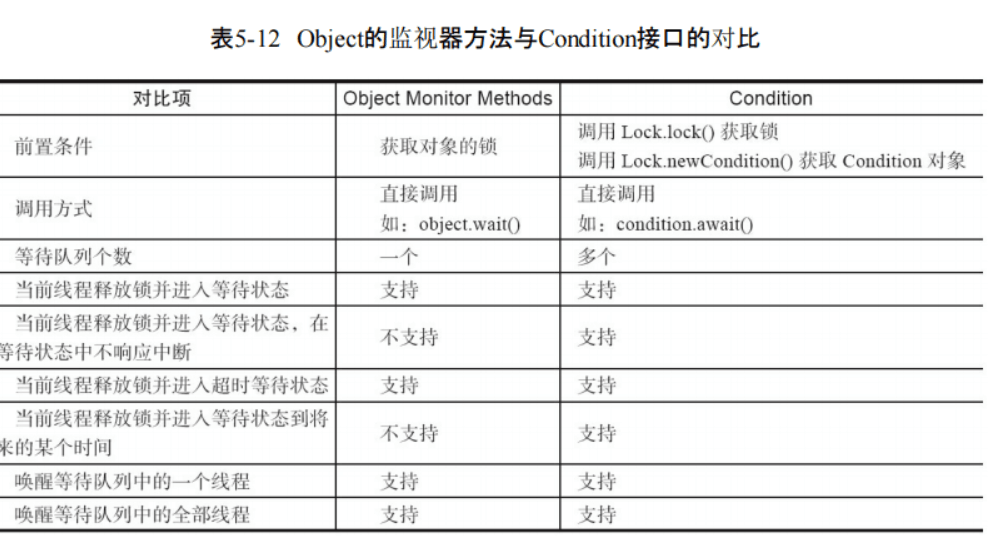 表5-12 Object的监视器方法与Condition接口的对比
对比项 Object Monitor Methods Condition
前置条件 获取对象的锁 调用 Lock.lock() 获取锁
调用 Lock.newCondition() 获取 Condition 对象
调用方式 直接调用 直接调用
如：object.wait() 如：condition.await()
等待队列个数 一个 多个
当前线程释放锁并进入等待状态 支持 支持
当前线程释放锁并进入等待状态，在
等待状态中不响应中断 不支持 支持
当前线程释放锁并进入超时等待状态 支持 支持
当前线程释放锁并进入等待状态到将
来的某个时间 不支持 支持
唤醒等待队列中的一个线程 支持 支持
唤醒等待队列中的全部线程 支持 支持